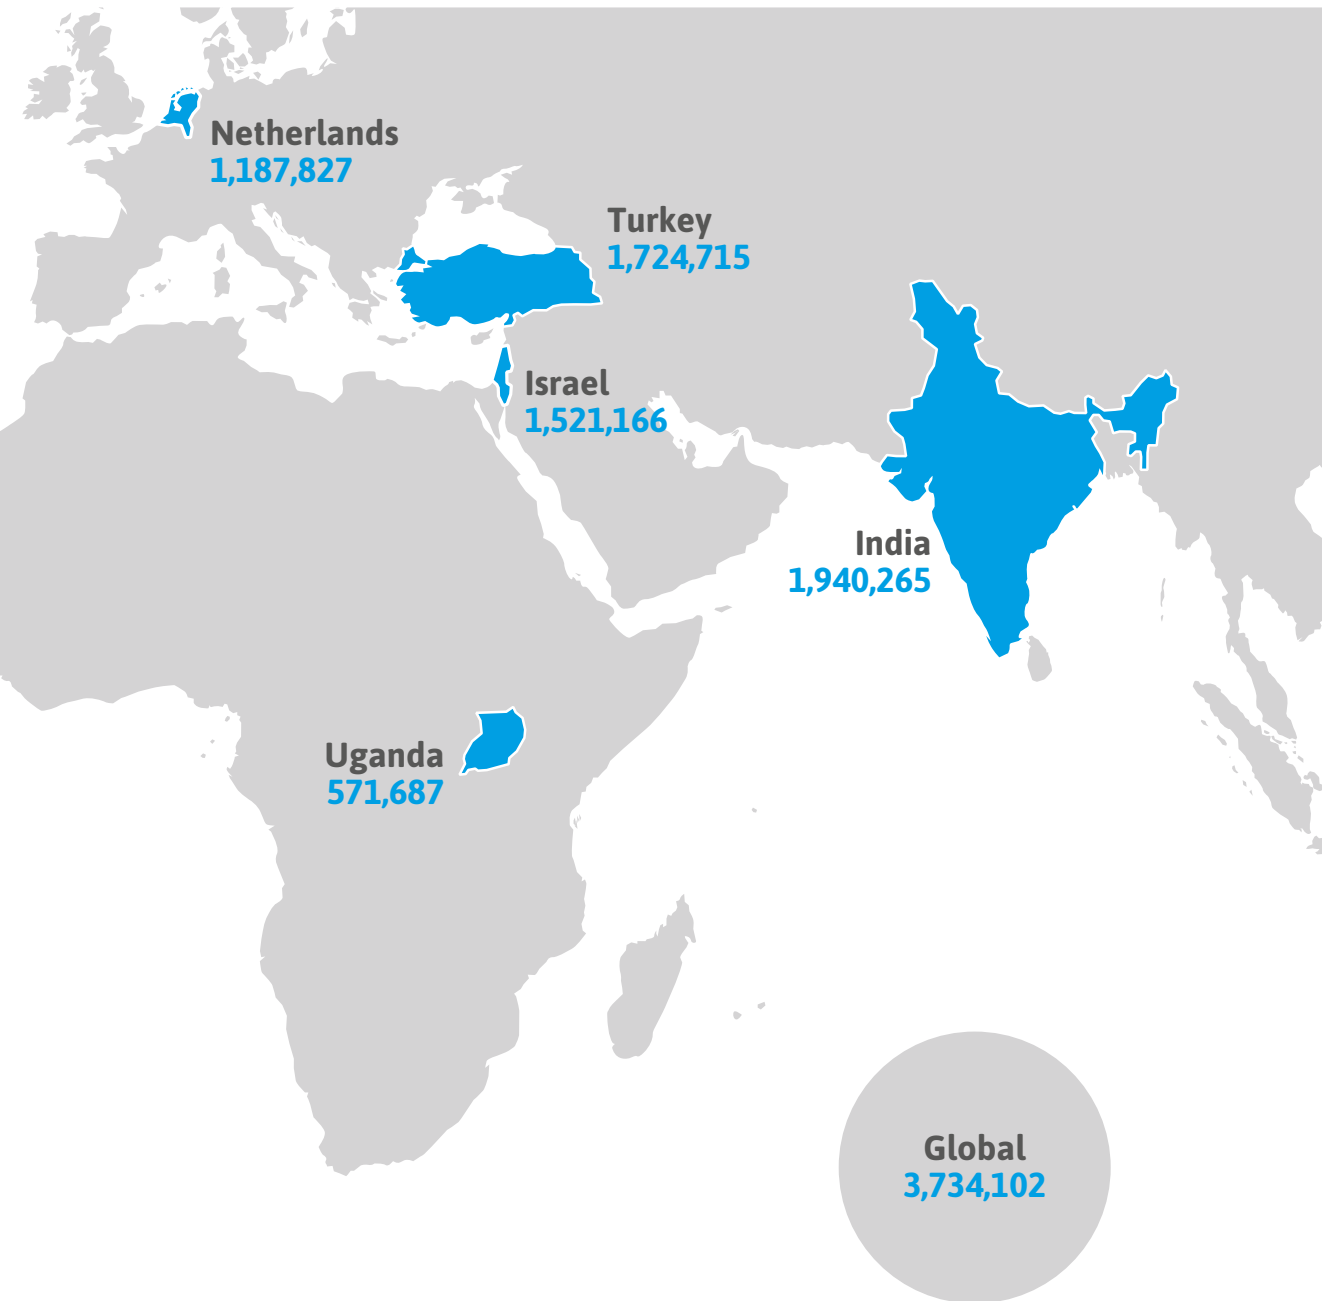 Netherlands
1,187,827
Turkey
1,724,715
Israel
1,521,166
India
1,940,265
Uganda
571,687
Global
3,734,102